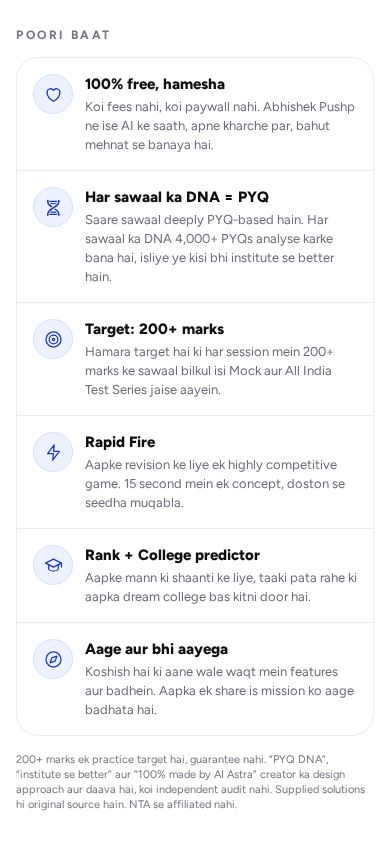 POORI BAAT
100% free, hamesha
Koi fees nahi, koi paywall nahi. Abhishek Pushp
ne ise AI ke saath, apne kharche par, bahut
mehnat se banaya hai.
Har sawaal ka DNA = PYQ
Saare sawaal deeply PYQ-based hain. Har
sawaal ka DNA 4,000+ PYQs analyse karke
bana hai, isliye ye kisi bhi institute se better
hain.
Target: 200+ marks
Hamara target hai ki har session mein 200+
marks ke sawaal bilkul isi Mock aur All India
Test Series jaise aayein.
Rapid Fire
Aapke revision ke liye ek highly competitive
game. 15 second mein ek concept, doston se
seedha muqabla.
Rank + College predictor
Aapke mann ki shaanti ke liye, taaki pata rahe ki
aapka dream college bas kitni door hai.
Aage aur bhi aayega
Koshish hai ki aane wale waqt mein features
aur badhein. Aapka ek share is mission ko aage
badhata hai.
200+ marks ek practice target hai, guarantee nahi. “PYQ DNA”,
“institute se better” aur “100% made by AI Astra” creator ka design
approach aur daava hai, koi independent audit nahi. Supplied solutions
hi original source hain. NTA se affiliated nahi.